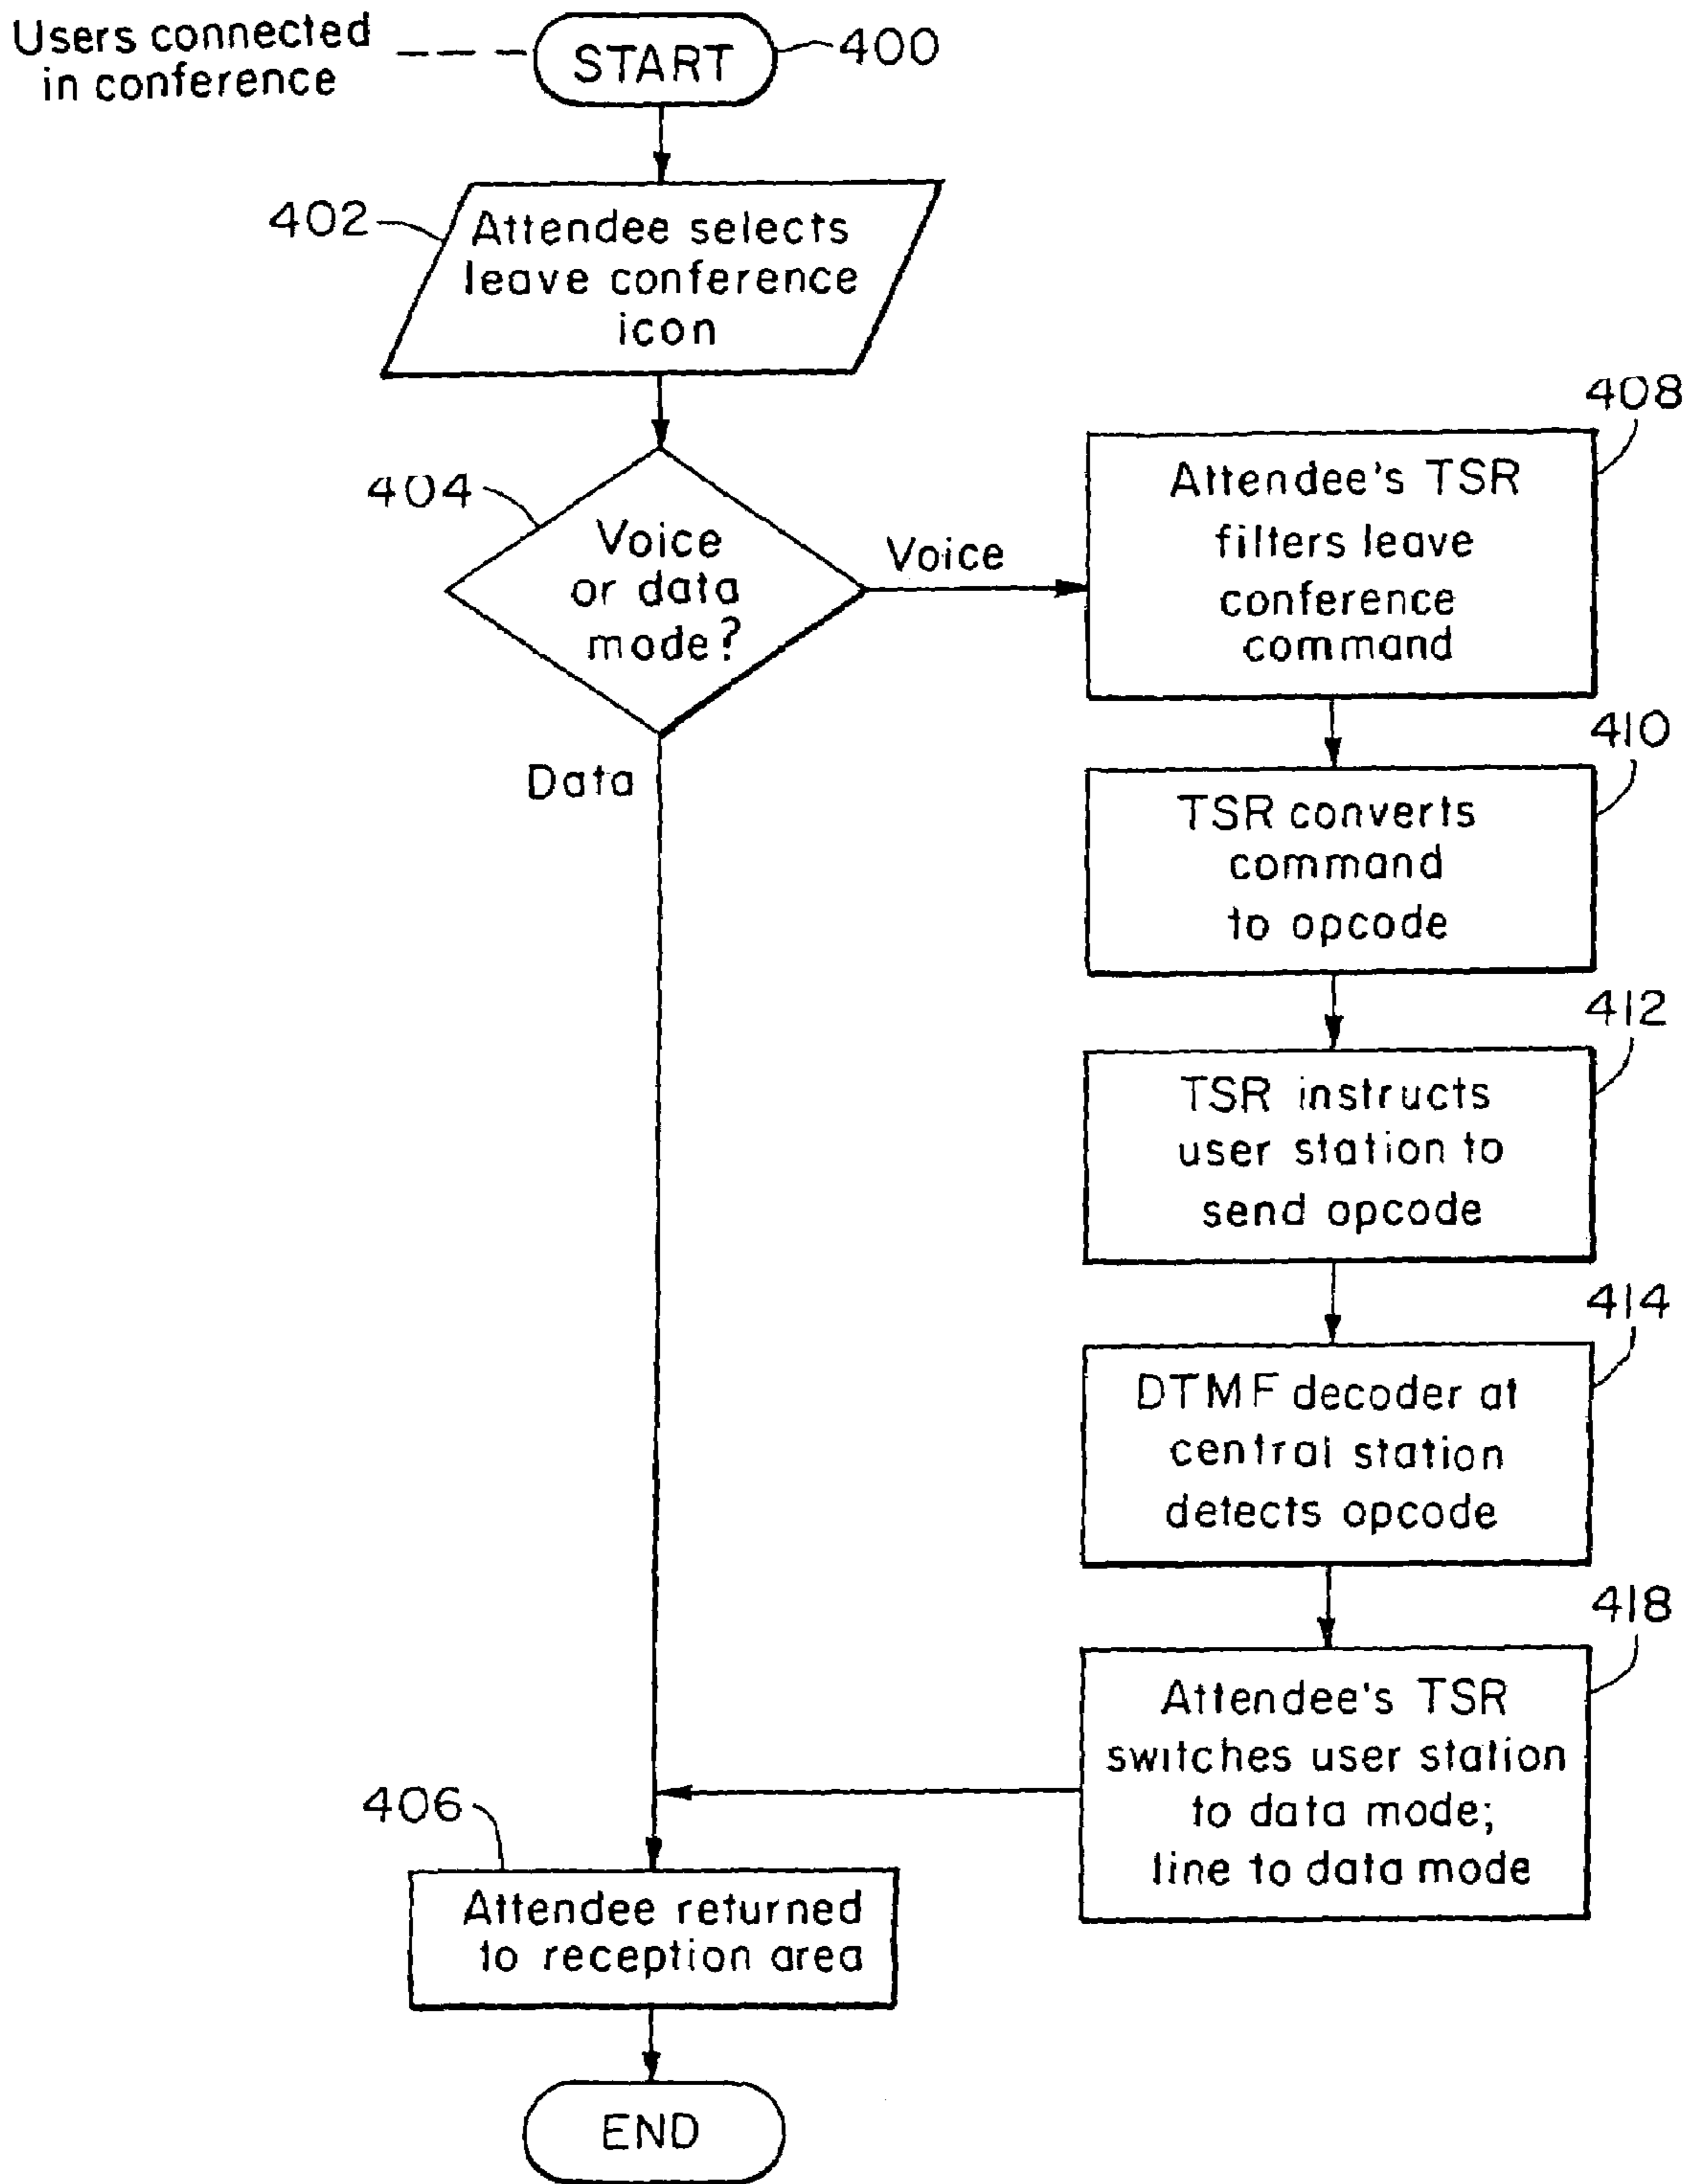 Users connected
in conference
START
400
402
Attendee selects
leave conference
icon
404
Voice
or data
mode?
Voice
Data
408
Attendee's TSR
filters leave
conference
command
410
TSR converts
command
to opcode
412
TSR instructs
user station to
send opcode
414
DTMF decoder at
central station
detects opcode
418
Attendee's TSR
switches user station
to data mode;
line to data mode
406
Attendee returned
to reception area
END